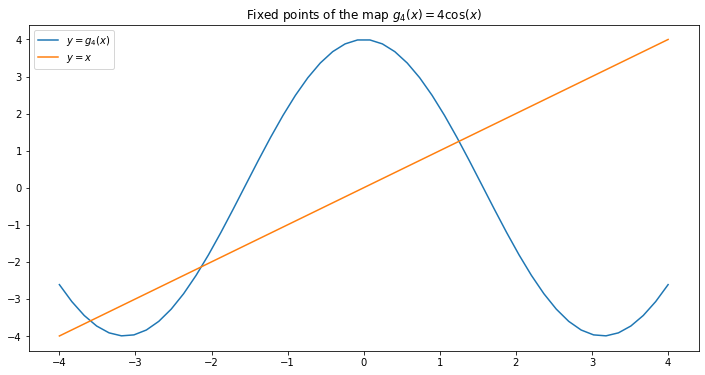 Fixed points of the map g₄(x) = 4cos(x)
y = g₄(x)
y = x
4
3
2
1
0
−1
−2
−3
−4
−4 −3 −2 −1 0 1 2 3 4